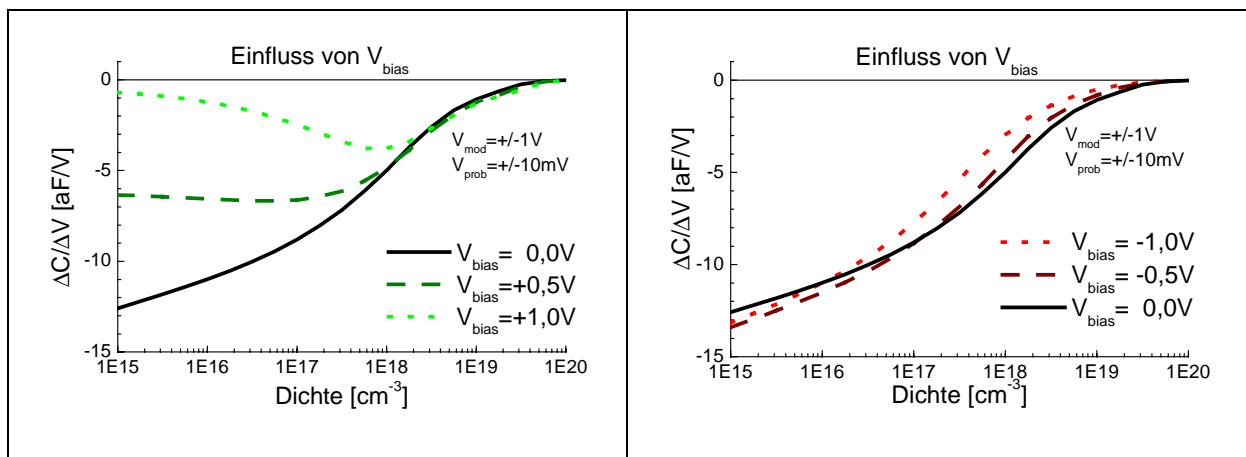 Einfluss von V_bias
0
-5
-10
-15
ΔC/ΔV [aF/V]
V_mod=+/-1V
V_prob=+/-10mV
V_bias= 0,0V
V_bias=+0,5V
V_bias=+1,0V
1E15 1E16 1E17 1E18 1E19 1E20
Dichte [cm⁻³]
Einfluss von V_bias
0
-5
-10
-15
ΔC/ΔV [aF/V]
V_mod=+/-1V
V_prob=+/-10mV
V_bias= -1,0V
V_bias= -0,5V
V_bias= 0,0V
1E15 1E16 1E17 1E18 1E19 1E20
Dichte [cm⁻³]